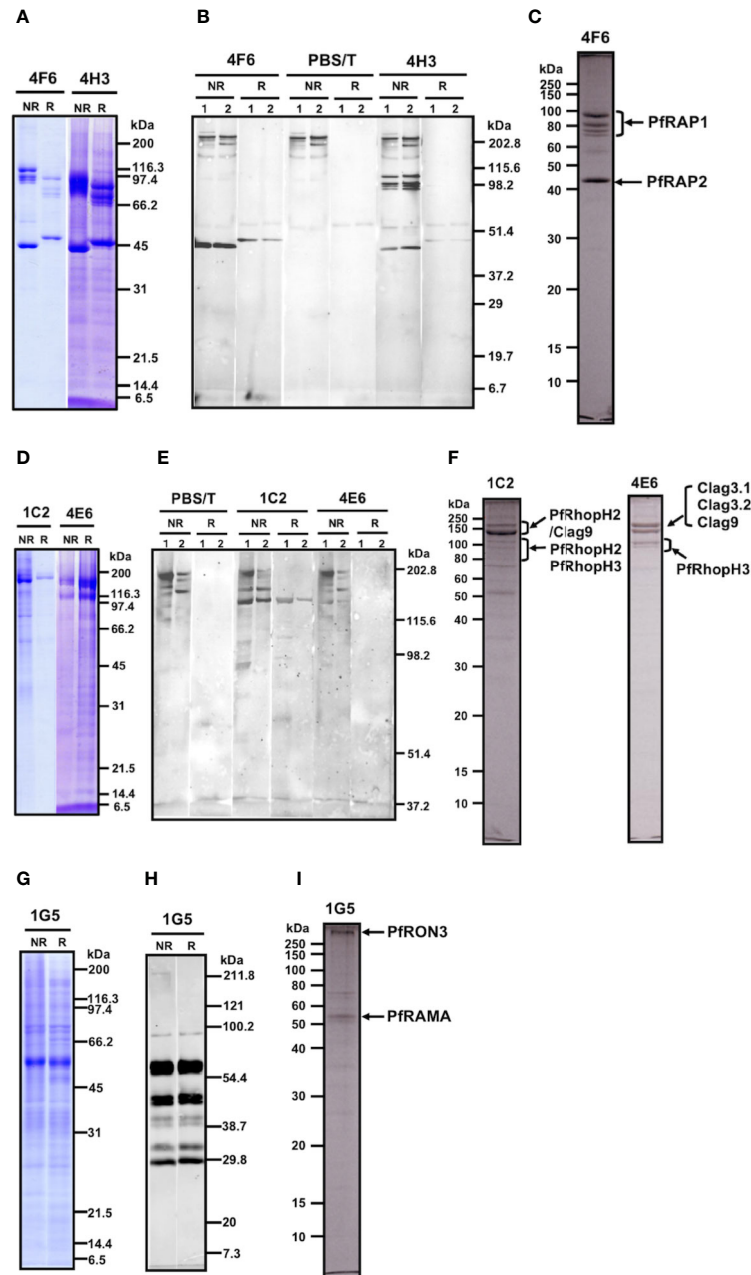 A
4F6 4H3
NR R NR R
kDa
200
116.3
97.4
66.2
45
31
21.5
14.4
6.5
B
4F6 PBS/T 4H3
NR R NR R NR R
1 2 1 2 1 2 1 2 1 2 1 2
kDa
202.8
115.6
98.2
51.4
37.2
29
19.7
6.7
C
4F6
kDa
250
150
100
80
60
50
40
30
20
15
10
PfRAP1
PfRAP2
D
1C2 4E6
NR R NR R
kDa
200
116.3
97.4
66.2
45
31
21.5
14.4
6.5
E
PBS/T 1C2 4E6
NR R NR R NR R
1 2 1 2 1 2 1 2 1 2 1 2
kDa
202.8
115.6
98.2
51.4
37.2
F
1C2
kDa
250
150
100
80
60
50
40
30
20
15
10
PfRhopH2
/Clag9
PfRhopH2
PfRhopH3
4E6
Clag3.1
Clag3.2
Clag9
PfRhopH3
G
1G5
NR R
kDa
200
116.3
97.4
66.2
45
31
21.5
14.4
6.5
H
1G5
NR R
kDa
211.8
121
100.2
54.4
38.7
29.8
20
7.3
I
1G5
kDa
250
150
100
80
60
50
40
30
20
15
10
PfRON3
PfRAMA